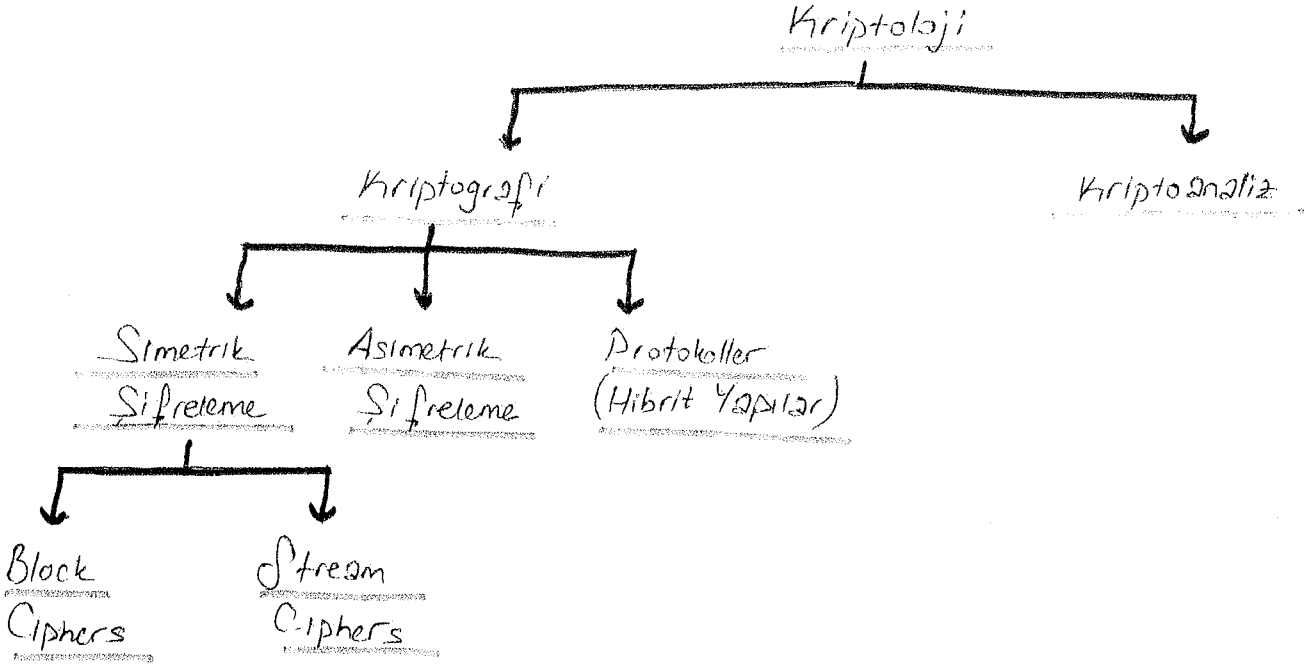 Kriptoloji
Kriptografi
Kriptoanaliz
Simetrik
Şifreleme
Asimetrik
Şifreleme
Protokoller
(Hibrit Yapılar)
Block
Ciphers
Stream
Ciphers